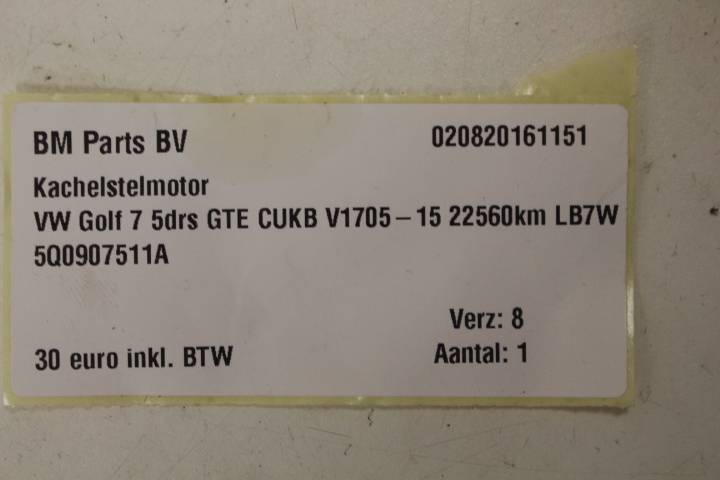 BM Parts BV 020820161151
Kachelstelmotor
VW Golf 7 5drs GTE CUKB V1705-15 22560km LB7W
5Q0907511A
Verz: 8
30 euro inkl. BTW Aantal: 1